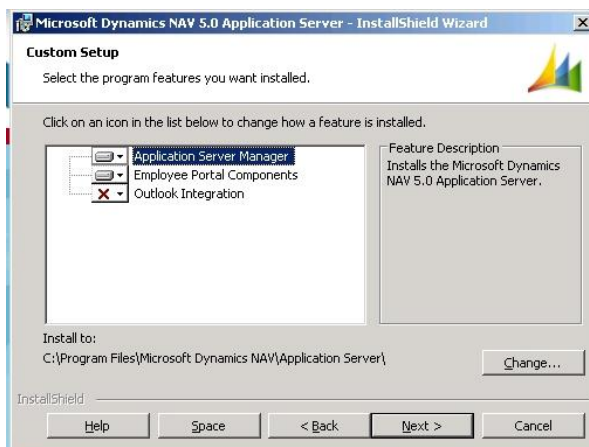 Microsoft Dynamics NAV 5.0 Application Server - InstallShield Wizard
Custom Setup
Select the program features you want installed.
Click on an icon in the list below to change how a feature is installed.
Application Server Manager
Employee Portal Components
Outlook Integration
Feature Description
Installs the Microsoft Dynamics
NAV 5.0 Application Server.
Install to:
C:\Program Files\Microsoft Dynamics NAV\Application Server\
Change...
InstallShield
Help Space < Back Next > Cancel